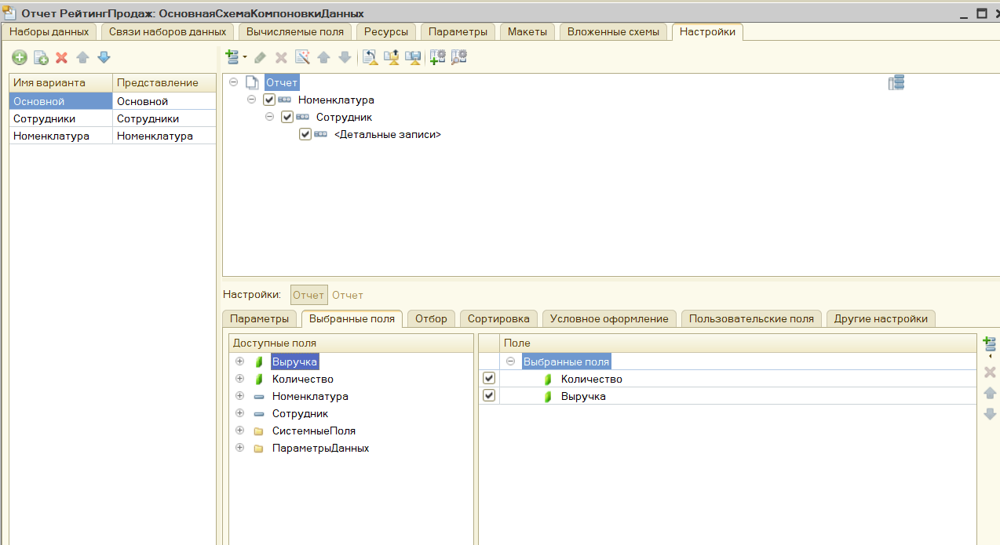 Отчет РейтингПродаж: ОсновнаяСхемаКомпоновкиДанных
Наборы данных Связи наборов данных Вычисляемые поля Ресурсы Параметры Макеты Вложенные схемы Настройки
Имя варианта Представление
Основной Основной
Сотрудники Сотрудники
Номенклатура Номенклатура
Отчет
Номенклатура
Сотрудник
<Детальные записи>
Настройки: Отчет Отчет
Параметры Выбранные поля Отбор Сортировка Условное оформление Пользовательские поля Другие настройки
Доступные поля
Выручка
Количество
Номенклатура
Сотрудник
СистемныеПоля
ПараметрыДанных
Поле
Выбранные поля
Количество
Выручка